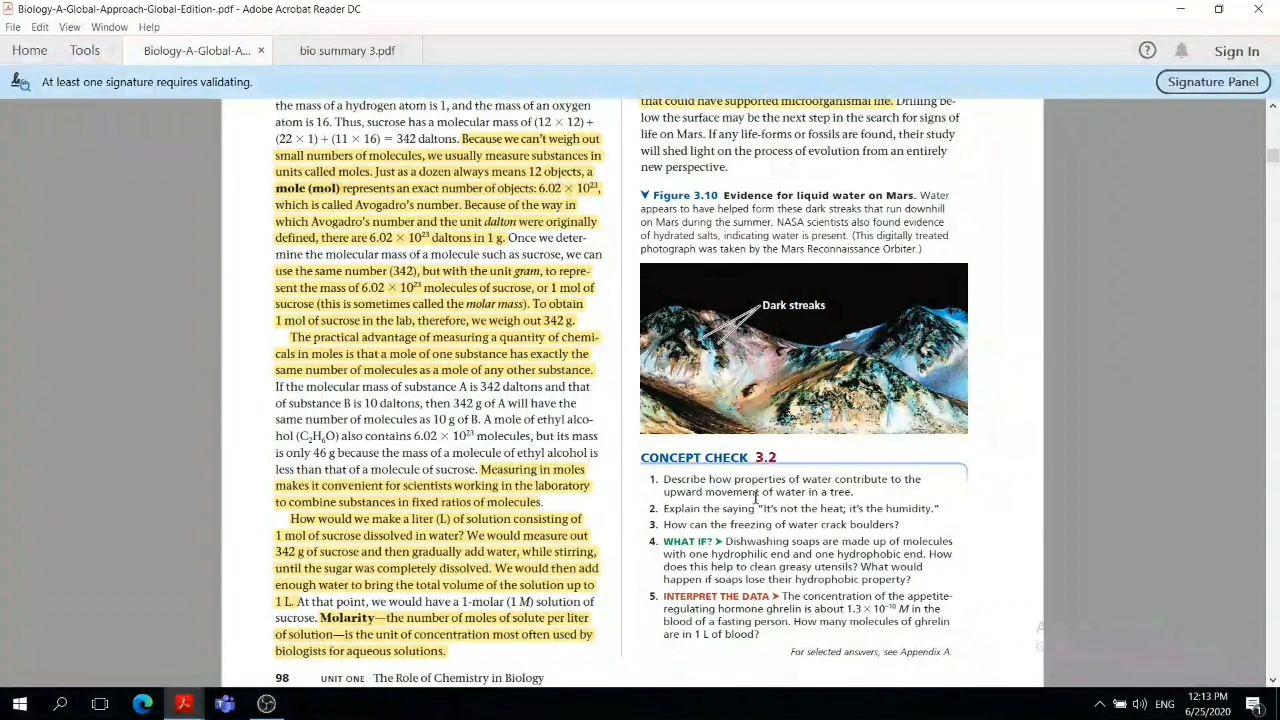 Biology-A-Global-Approach-Global-Edition-.pdf - Adobe Acrobat Reader DC
File Edit View Window Help
Home Tools Biology-A-Global-A... × bio summary 3.pdf Sign In
At least one signature requires validating. Signature Panel
the mass of a hydrogen atom is 1, and the mass of an oxygen
atom is 16. Thus, sucrose has a molecular mass of (12 × 12) +
(22 × 1) + (11 × 16) = 342 daltons. Because we can't weigh out
small numbers of molecules, we usually measure substances in
units called moles. Just as a dozen always means 12 objects, a
mole (mol) represents an exact number of objects: 6.02 × 10²³,
which is called Avogadro's number. Because of the way in
which Avogadro's number and the unit dalton were originally
defined, there are 6.02 × 10²³ daltons in 1 g. Once we deter-
mine the molecular mass of a molecule such as sucrose, we can
use the same number (342), but with the unit gram, to repre-
sent the mass of 6.02 × 10²³ molecules of sucrose, or 1 mol of
sucrose (this is sometimes called the molar mass). To obtain
1 mol of sucrose in the lab, therefore, we weigh out 342 g.
The practical advantage of measuring a quantity of chemi-
cals in moles is that a mole of one substance has exactly the
same number of molecules as a mole of any other substance.
If the molecular mass of substance A is 342 daltons and that
of substance B is 10 daltons, then 342 g of A will have the
same number of molecules as 10 g of B. A mole of ethyl alco-
hol (C₂H₆O) also contains 6.02 × 10²³ molecules, but its mass
is only 46 g because the mass of a molecule of ethyl alcohol is
less than that of a molecule of sucrose. Measuring in moles
makes it convenient for scientists working in the laboratory
to combine substances in fixed ratios of molecules.
How would we make a liter (L) of solution consisting of
1 mol of sucrose dissolved in water? We would measure out
342 g of sucrose and then gradually add water, while stirring,
until the sugar was completely dissolved. We would then add
enough water to bring the total volume of the solution up to
1 L. At that point, we would have a 1-molar (1 M) solution of
sucrose. Molarity—the number of moles of solute per liter
of solution—is the unit of concentration most often used by
biologists for aqueous solutions.
98 UNIT ONE The Role of Chemistry in Biology
that could have supported microorganismal life. Drilling be-
low the surface may be the next step in the search for signs of
life on Mars. If any life-forms or fossils are found, their study
will shed light on the process of evolution from an entirely
new perspective.
Figure 3.10 Evidence for liquid water on Mars. Water
appears to have helped form these dark streaks that run downhill
on Mars during the summer. NASA scientists also found evidence
of hydrated salts, indicating water is present. (This digitally treated
photograph was taken by the Mars Reconnaissance Orbiter.)
Dark streaks
CONCEPT CHECK 3.2
1. Describe how properties of water contribute to the
upward movement of water in a tree.
2. Explain the saying "It's not the heat; it's the humidity."
3. How can the freezing of water crack boulders?
4. WHAT IF? ➤ Dishwashing soaps are made up of molecules
with one hydrophilic end and one hydrophobic end. How
does this help to clean greasy utensils? What would
happen if soaps lose their hydrophobic property?
5. INTERPRET THE DATA ➤ The concentration of the appetite-
regulating hormone ghrelin is about 1.3 × 10⁻¹⁰ M in the
blood of a fasting person. How many molecules of ghrelin
are in 1 L of blood?
For selected answers, see Appendix A.
ENG
12:13 PM
6/25/2020